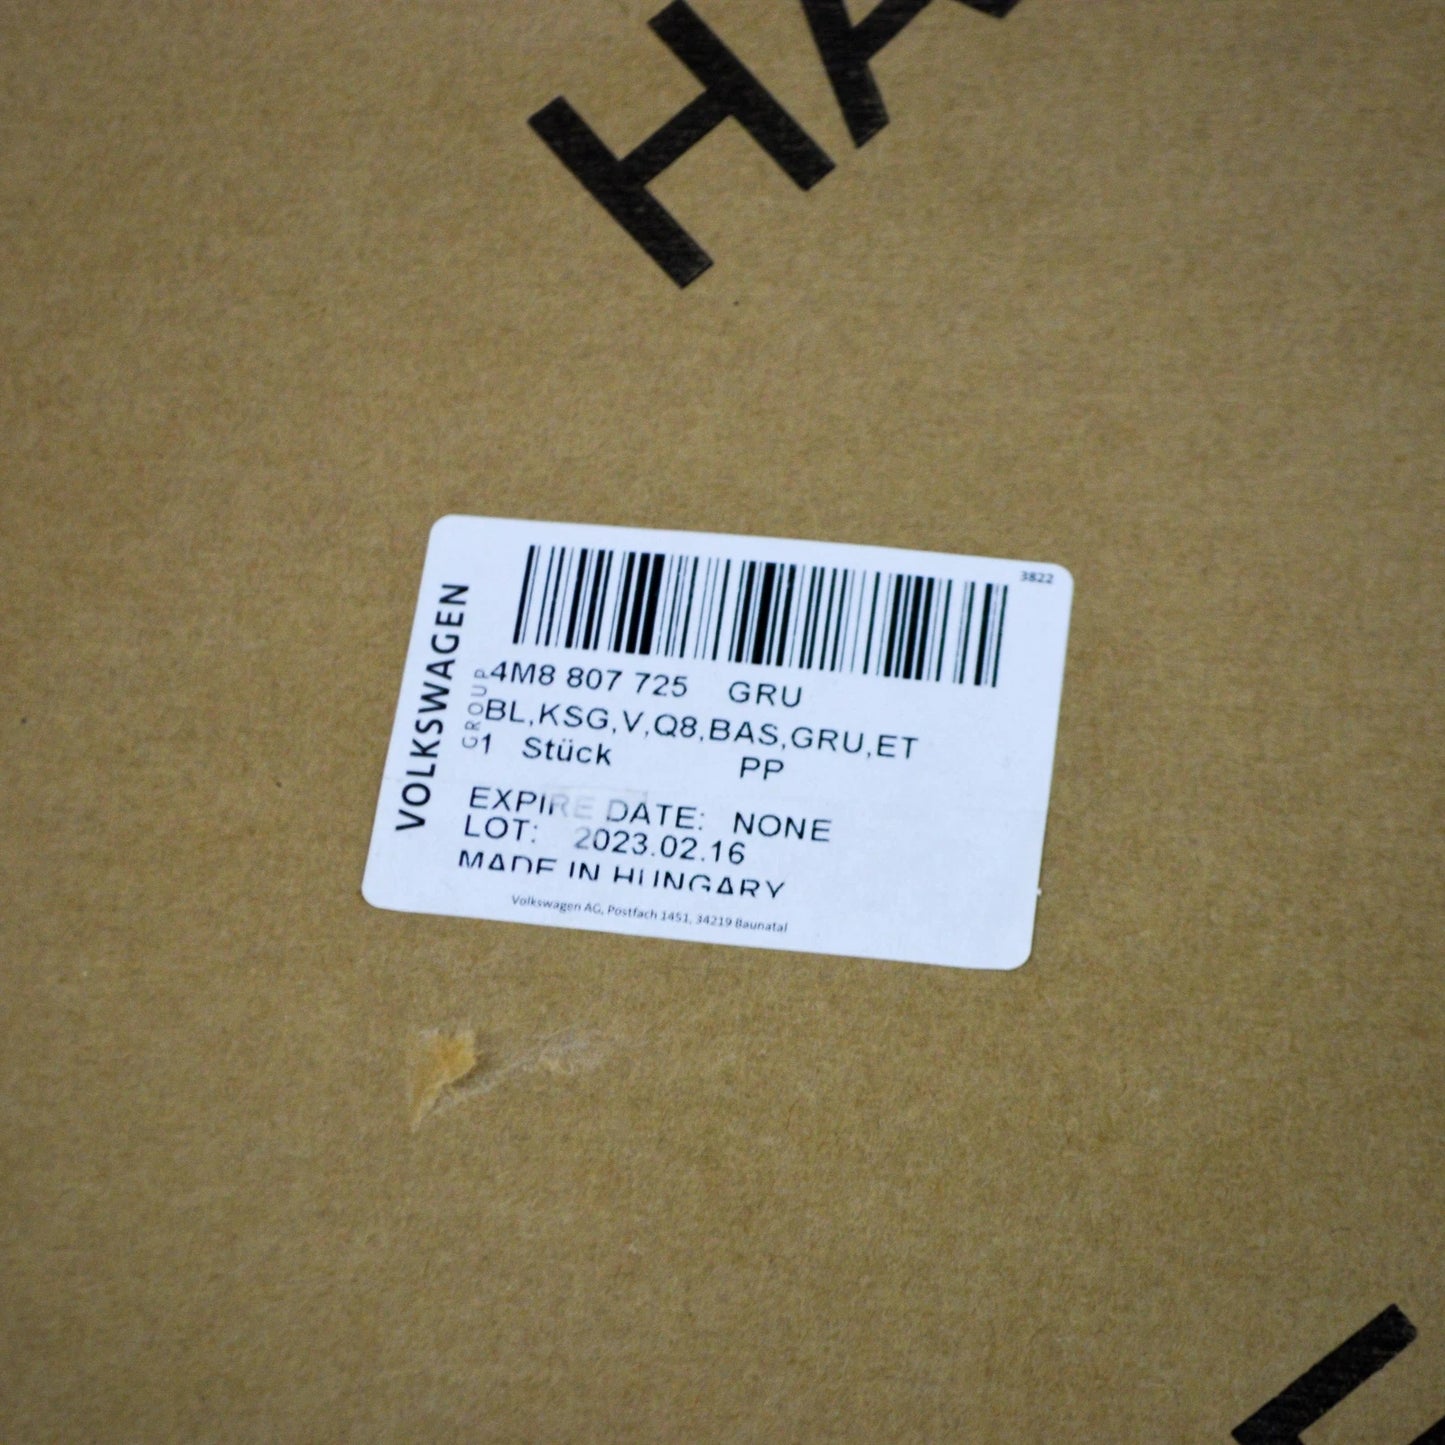 HA
3822
VOLKSWAGEN
GROUP
4M8 807 725 GRU
BL,KSG,V,Q8,BAS,GRU,ET
1 Stück PP
EXPIRE DATE: NONE
LOT: 2023.02.16
MADE IN HUNGARY
Volkswagen AG, Postfach 1451, 34219 Baunatal